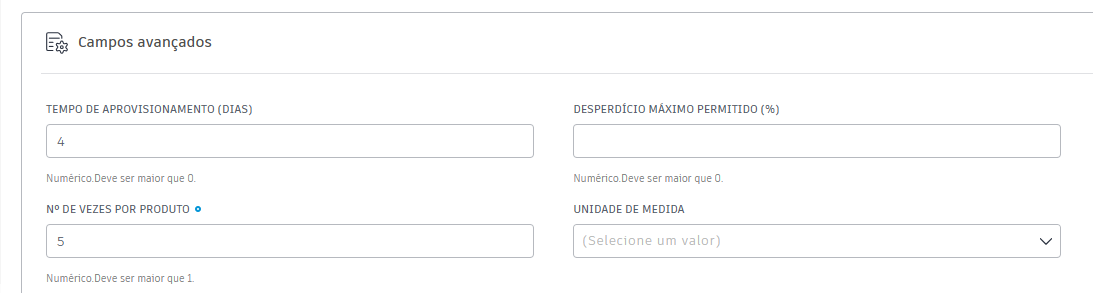 Campos avançados
TEMPO DE APROVISIONAMENTO (DIAS)
4
Numérico.Deve ser maior que 0.
DESPERDÍCIO MÁXIMO PERMITIDO (%)
Numérico.Deve ser maior que 0.
Nº DE VEZES POR PRODUTO
5
Numérico.Deve ser maior que 1.
UNIDADE DE MEDIDA
(Selecione um valor)